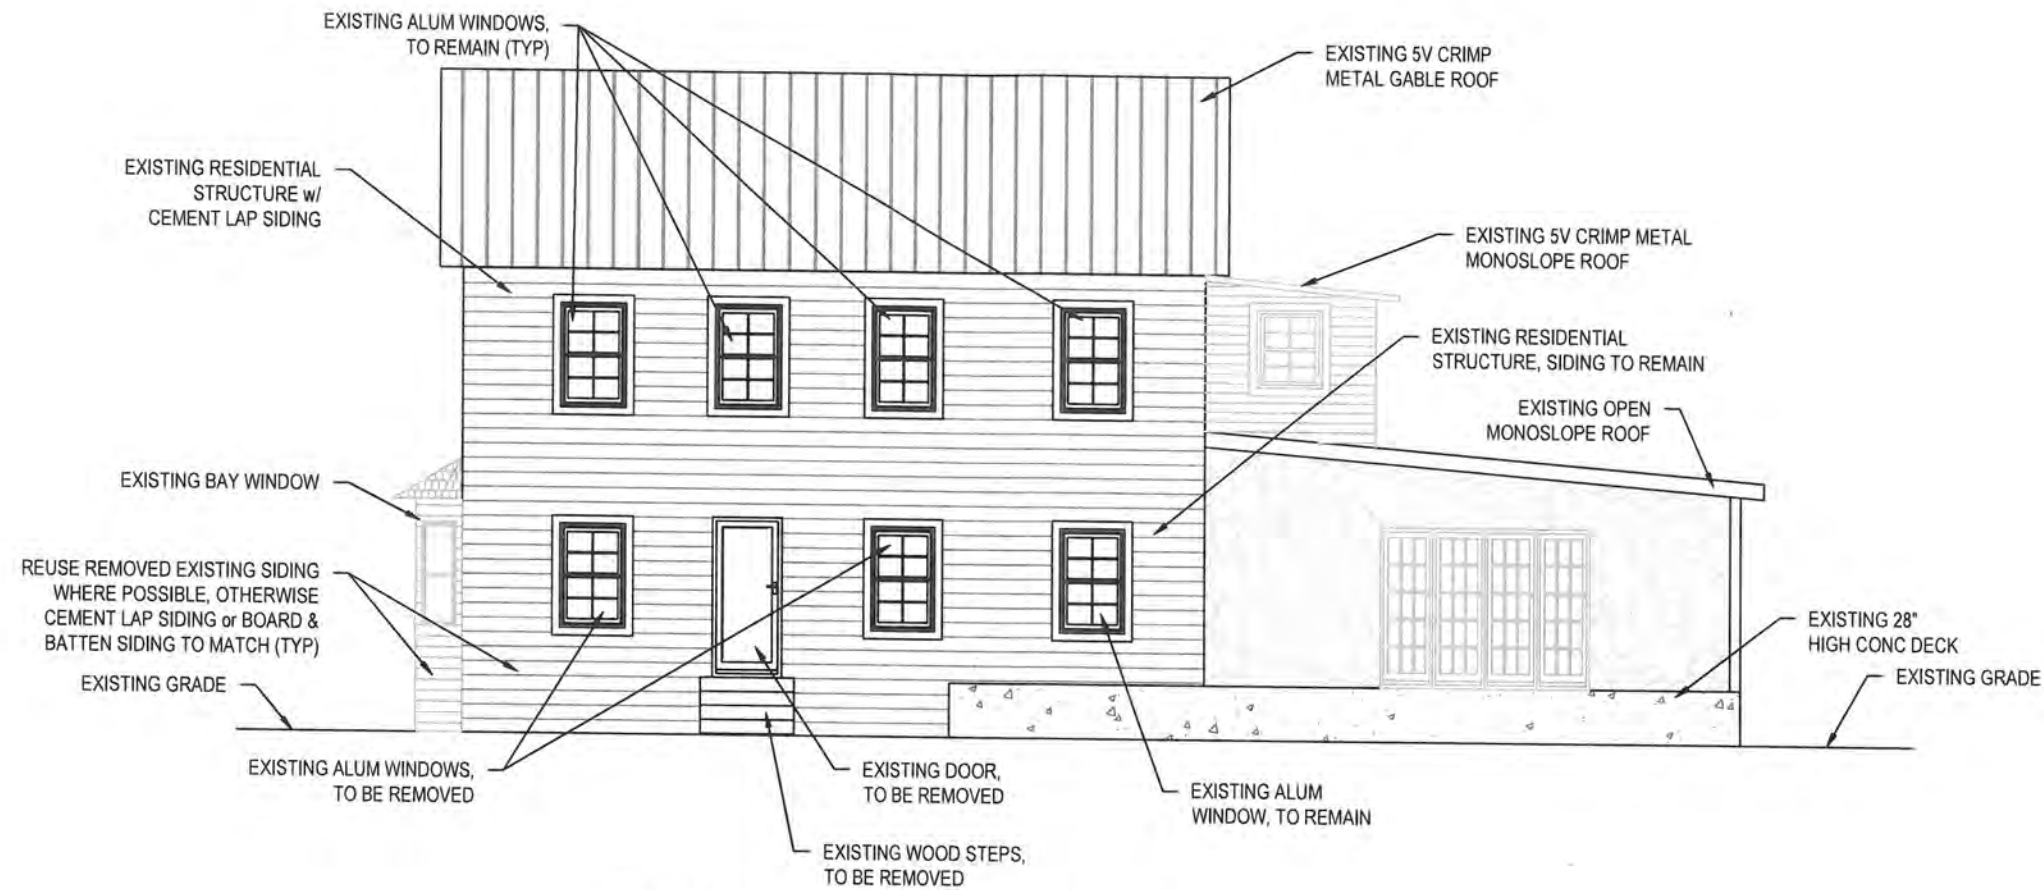 EXISTING ALUM WINDOWS,
TO REMAIN (TYP)
EXISTING 5V CRIMP
METAL GABLE ROOF
EXISTING RESIDENTIAL
STRUCTURE w/
CEMENT LAP SIDING
EXISTING 5V CRIMP METAL
MONOSLOPE ROOF
EXISTING RESIDENTIAL
STRUCTURE, SIDING TO REMAIN
EXISTING OPEN
MONOSLOPE ROOF
EXISTING BAY WINDOW
REUSE REMOVED EXISTING SIDING
WHERE POSSIBLE, OTHERWISE
CEMENT LAP SIDING or BOARD &
BATTEN SIDING TO MATCH (TYP)
EXISTING 28"
HIGH CONC DECK
EXISTING GRADE
EXISTING GRADE
EXISTING ALUM WINDOWS,
TO BE REMOVED
EXISTING DOOR,
TO BE REMOVED
EXISTING ALUM
WINDOW, TO REMAIN
EXISTING WOOD STEPS,
TO BE REMOVED